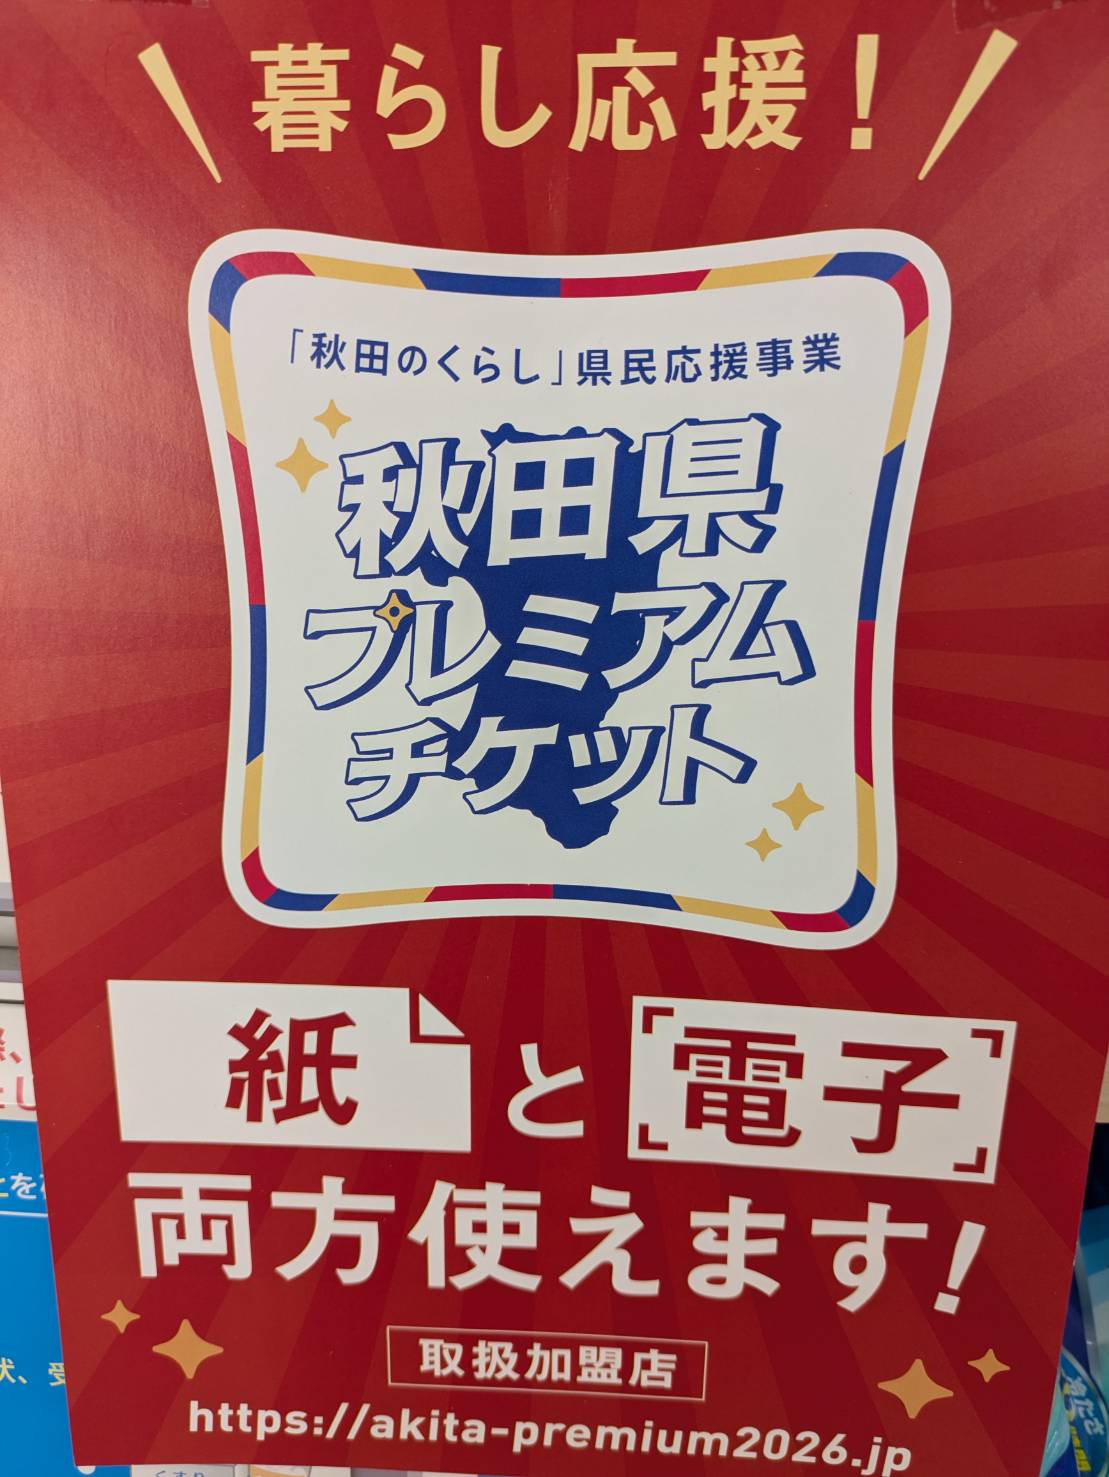 暮らし応援!
「秋田のくらし」県民応援事業
秋田県
プレミアム
チケット
紙と電子
両方使えます!
取扱加盟店
https://akita-premium2026.jp